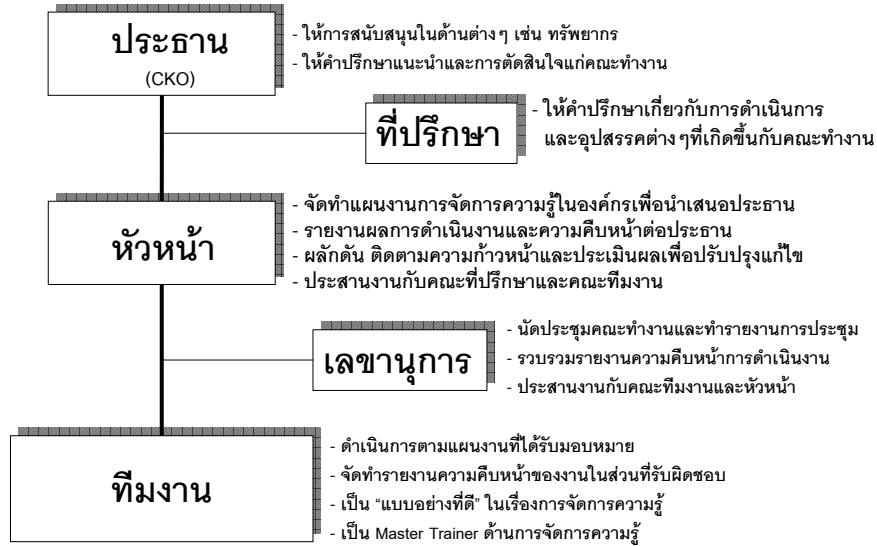 ประธาน
(CKO)
- ให้การสนับสนุนในด้านต่างๆ เช่น ทรัพยากร
- ให้คำปรึกษาแนะนำและการตัดสินใจแก่คณะทำงาน
ที่ปรึกษา
- ให้คำปรึกษาเกี่ยวกับการดำเนินการ
และอุปสรรคต่างๆที่เกิดขึ้นกับคณะทำงาน
หัวหน้า
- จัดทำแผนงานการจัดการความรู้ในองค์กรเพื่อนำเสนอประธาน
- รายงานผลการดำเนินงานและความคืบหน้าต่อประธาน
- ผลักดัน ติดตามความก้าวหน้าและประเมินผลเพื่อปรับปรุงแก้ไข
- ประสานงานกับคณะที่ปรึกษาและคณะทีมงาน
เลขานุการ
- นัดประชุมคณะทำงานและทำรายงานการประชุม
- รวบรวมรายงานความคืบหน้าการดำเนินงาน
- ประสานงานกับคณะทีมงานและหัวหน้า
ทีมงาน
- ดำเนินการตามแผนงานที่ได้รับมอบหมาย
- จัดทำรายงานความคืบหน้าของงานในส่วนที่รับผิดชอบ
- เป็น “แบบอย่างที่ดี” ในเรื่องการจัดการความรู้
- เป็น Master Trainer ด้านการจัดการความรู้